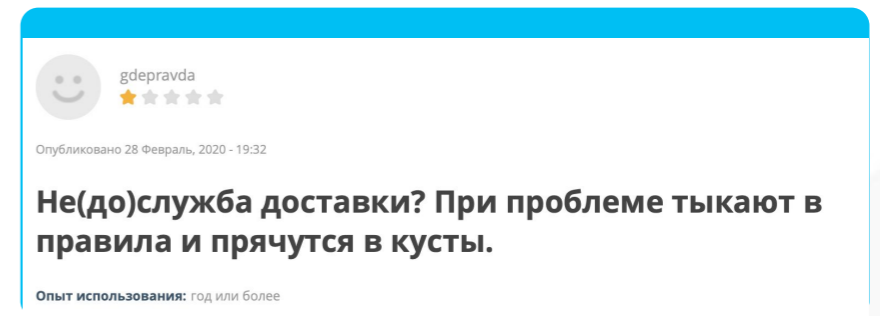 gdepravda
Опубликовано 28 Февраль, 2020 - 19:32
Не(до)служба доставки? При проблеме тыкают в
правила и прячутся в кусты.
Опыт использования: год или более